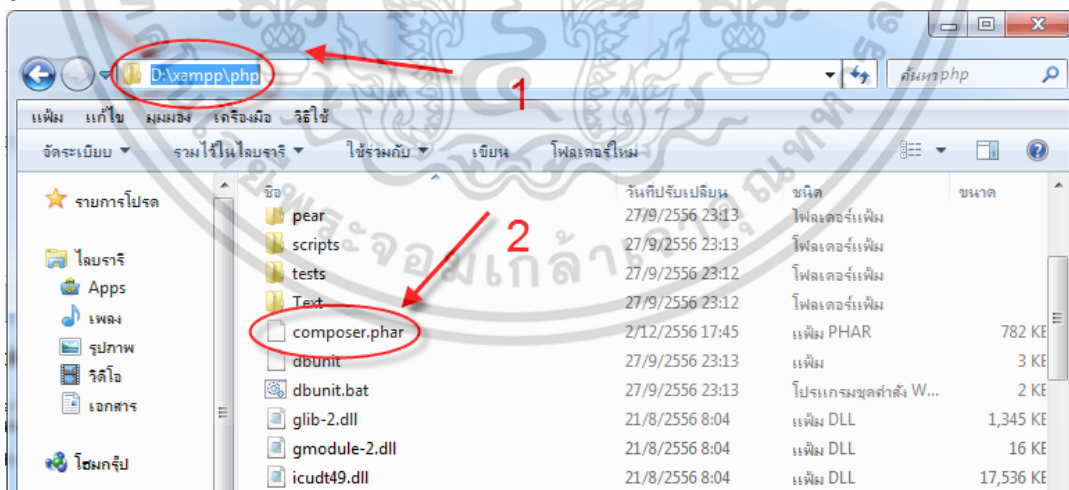 D:\xampp\php
ค้นหา php
1
แฟ้ม แก้ไข มุมมอง เครื่องมือ วิธีใช้
จัดระเบียบ รวมไว้ในไลบรารี ใช้ร่วมกับ เขียน โฟลเดอร์ใหม่
รายการโปรด
ไลบรารี
Apps
เพลง
รูปภาพ
วิดีโอ
เอกสาร
โฮมกรุ๊ป
ชื่อ วันที่ปรับเปลี่ยน ชนิด ขนาด
pear 27/9/2556 23:13 โฟลเดอร์แฟ้ม
2
scripts 27/9/2556 23:13 โฟลเดอร์แฟ้ม
tests 27/9/2556 23:12 โฟลเดอร์แฟ้ม
Text 27/9/2556 23:12 โฟลเดอร์แฟ้ม
composer.phar 2/12/2556 17:45 แฟ้ม PHAR 782 KB
dbunit 27/9/2556 23:13 แฟ้ม 3 KB
dbunit.bat 27/9/2556 23:13 โปรแกรมชุดคำสั่ง W... 2 KB
glib-2.dll 21/8/2556 8:04 แฟ้ม DLL 1,345 KB
gmodule-2.dll 21/8/2556 8:04 แฟ้ม DLL 16 KB
icudt49.dll 21/8/2556 8:04 แฟ้ม DLL 17,536 KB